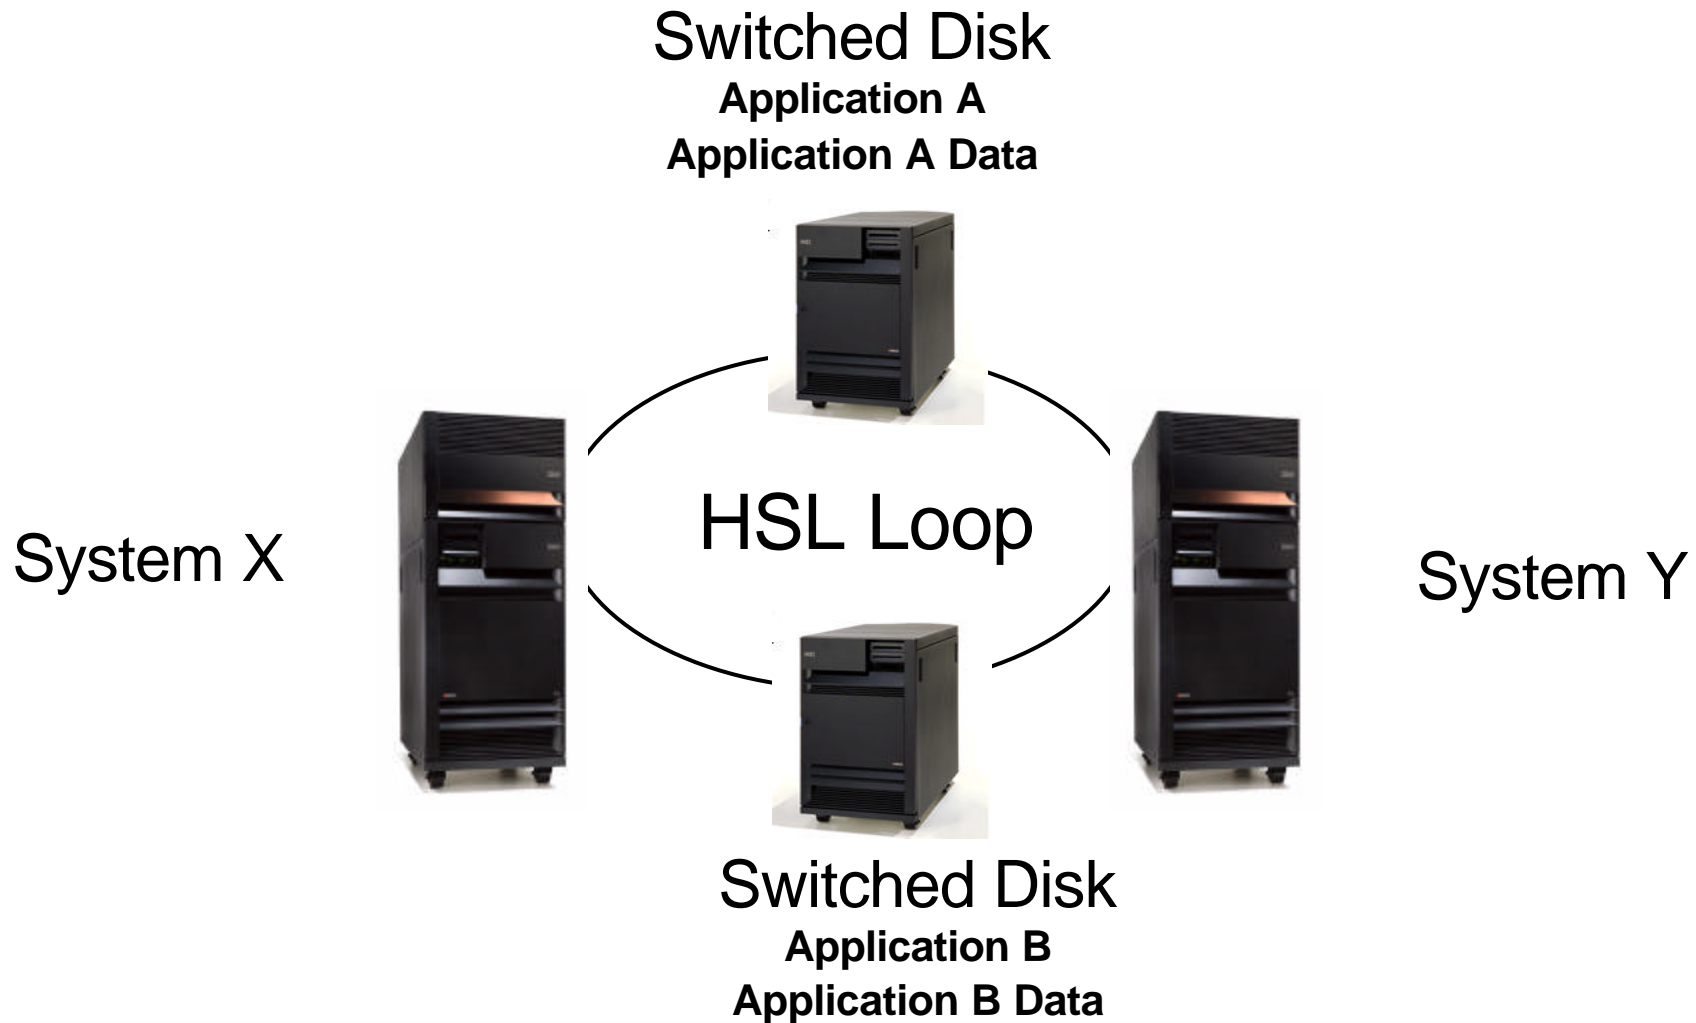 Switched Disk
Application A
Application A Data
HSL Loop
System X
System Y
Switched Disk
Application B
Application B Data